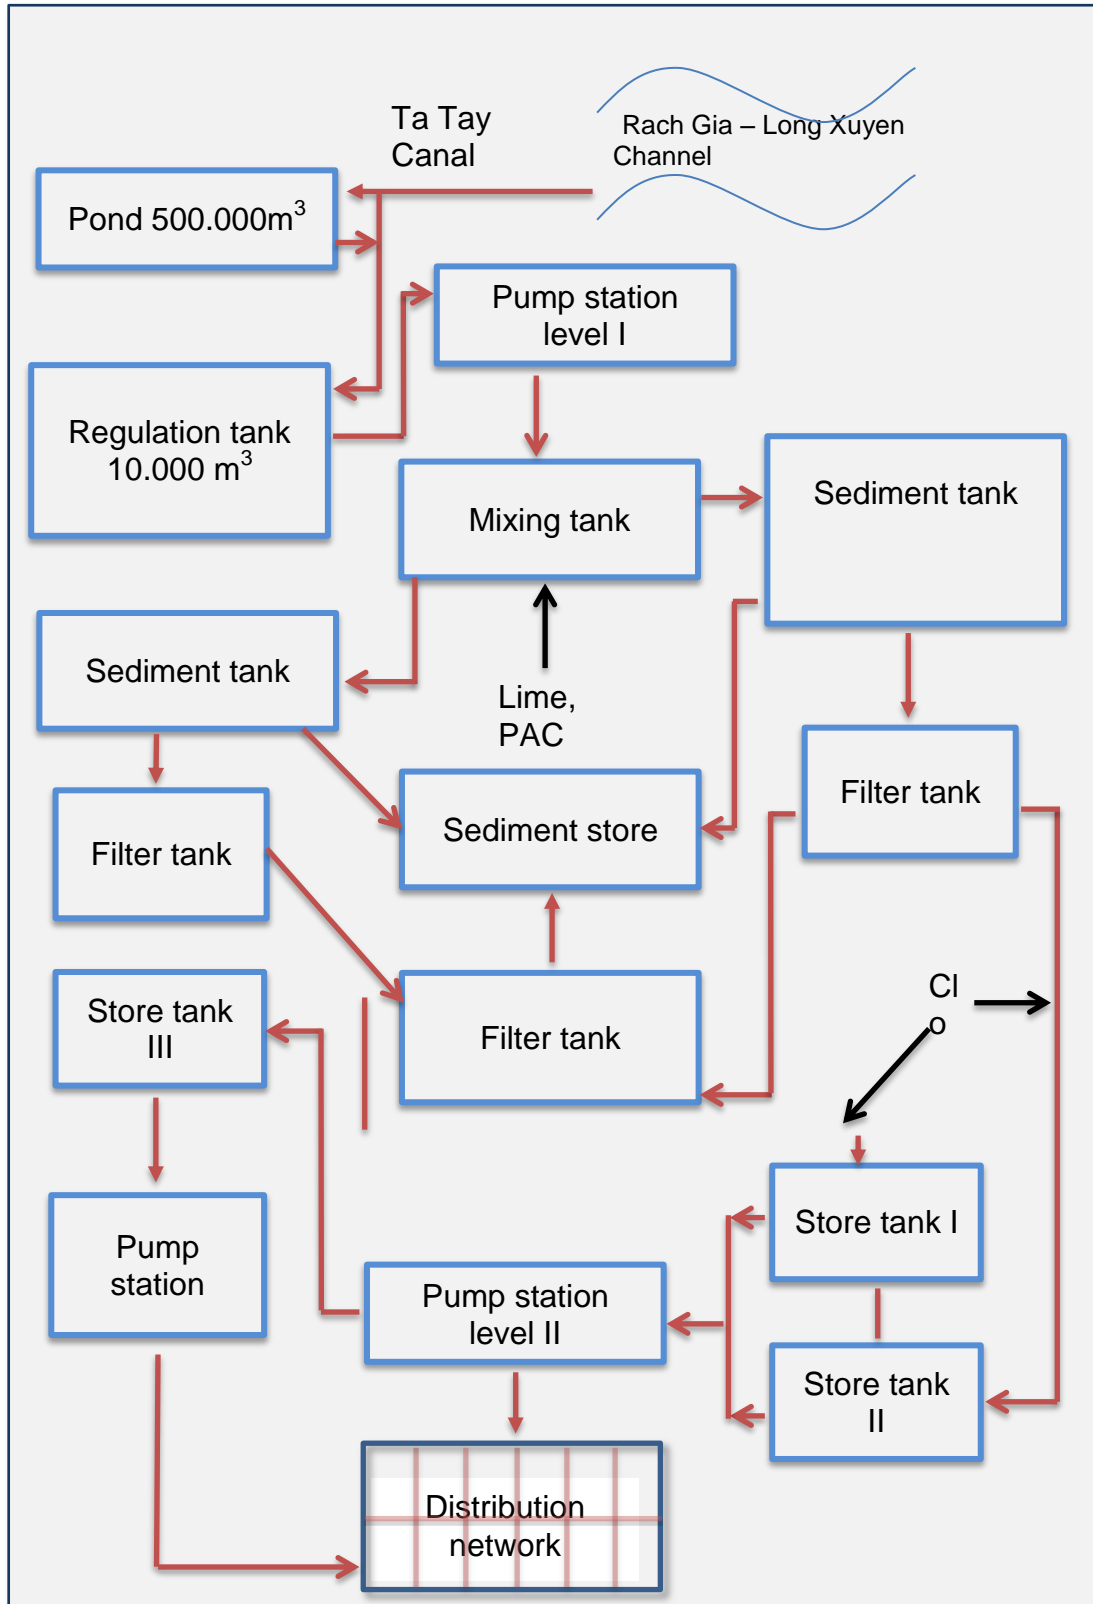 Ta Tay
Canal
Rach Gia – Long Xuyen
Channel
Pond 500.000m³
Pump station
level I
Regulation tank
10.000 m³
Mixing tank
Sediment tank
Sediment tank
Lime,
PAC
Filter tank
Sediment store
Filter tank
Store tank
III
Filter tank
Cl
o
Store tank I
Pump
station
Pump station
level II
Store tank
II
Distribution
network